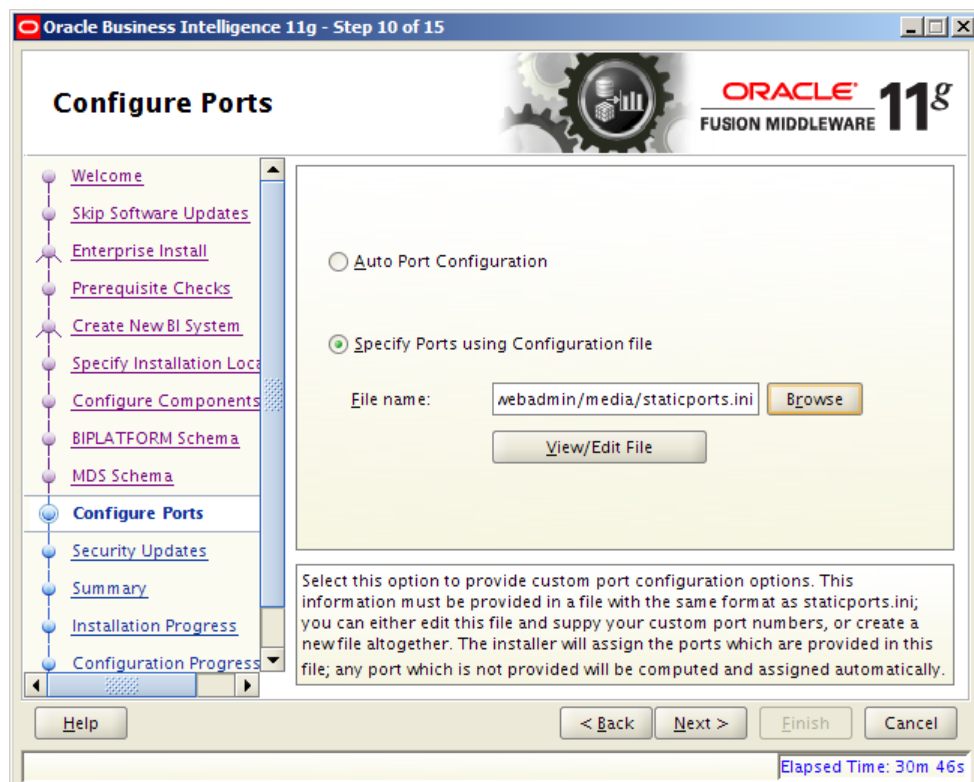 Oracle Business Intelligence 11g - Step 10 of 15
Configure Ports
ORACLE
FUSION MIDDLEWARE
11g
Welcome
Skip Software Updates
Enterprise Install
Prerequisite Checks
Create New BI System
Specify Installation Loca
Configure Components
BIPLATFORM Schema
MDS Schema
Configure Ports
Security Updates
Summary
Installation Progress
Configuration Progress
Auto Port Configuration
Specify Ports using Configuration file
File name:
webadmin/media/staticports.ini
Browse
View/Edit File
Select this option to provide custom port configuration options. This
information must be provided in a file with the same format as staticports.ini;
you can either edit this file and suppy your custom port numbers, or create a
new file altogether. The installer will assign the ports which are provided in this
file; any port which is not provided will be computed and assigned automatically.
Help
< Back
Next >
Finish
Cancel
Elapsed Time: 30m 46s